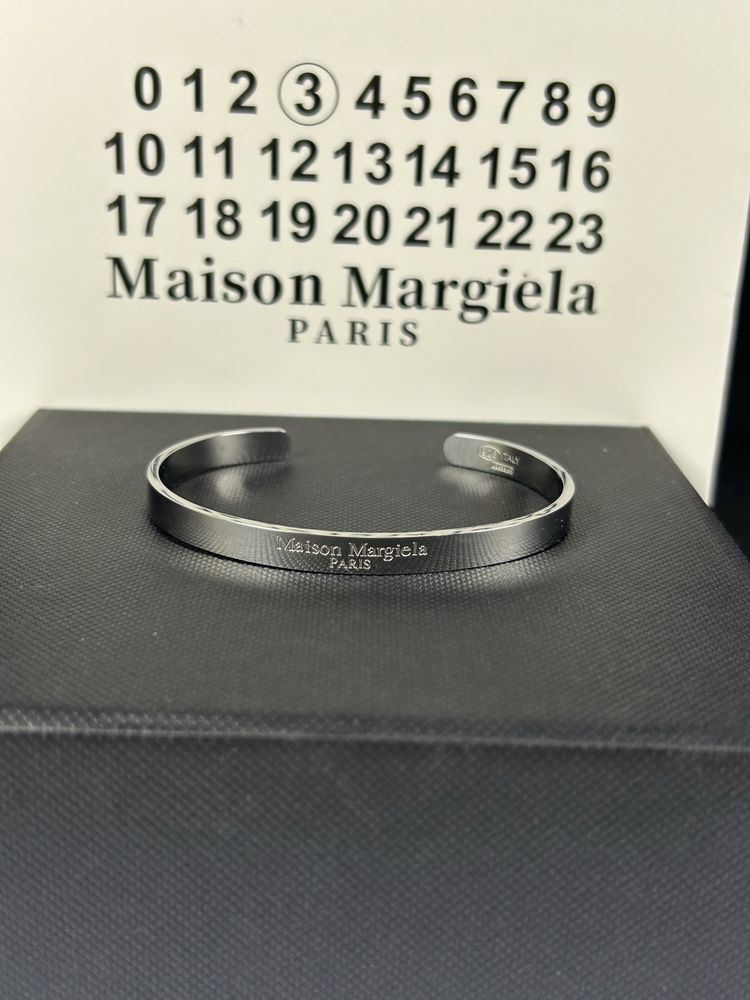 0 1 2 3 4 5 6 7 8 9
10 11 12 13 14 15 16
17 18 19 20 21 22 23
Maison Margiela
PARIS
ITALY
Maison Margiela
PARIS